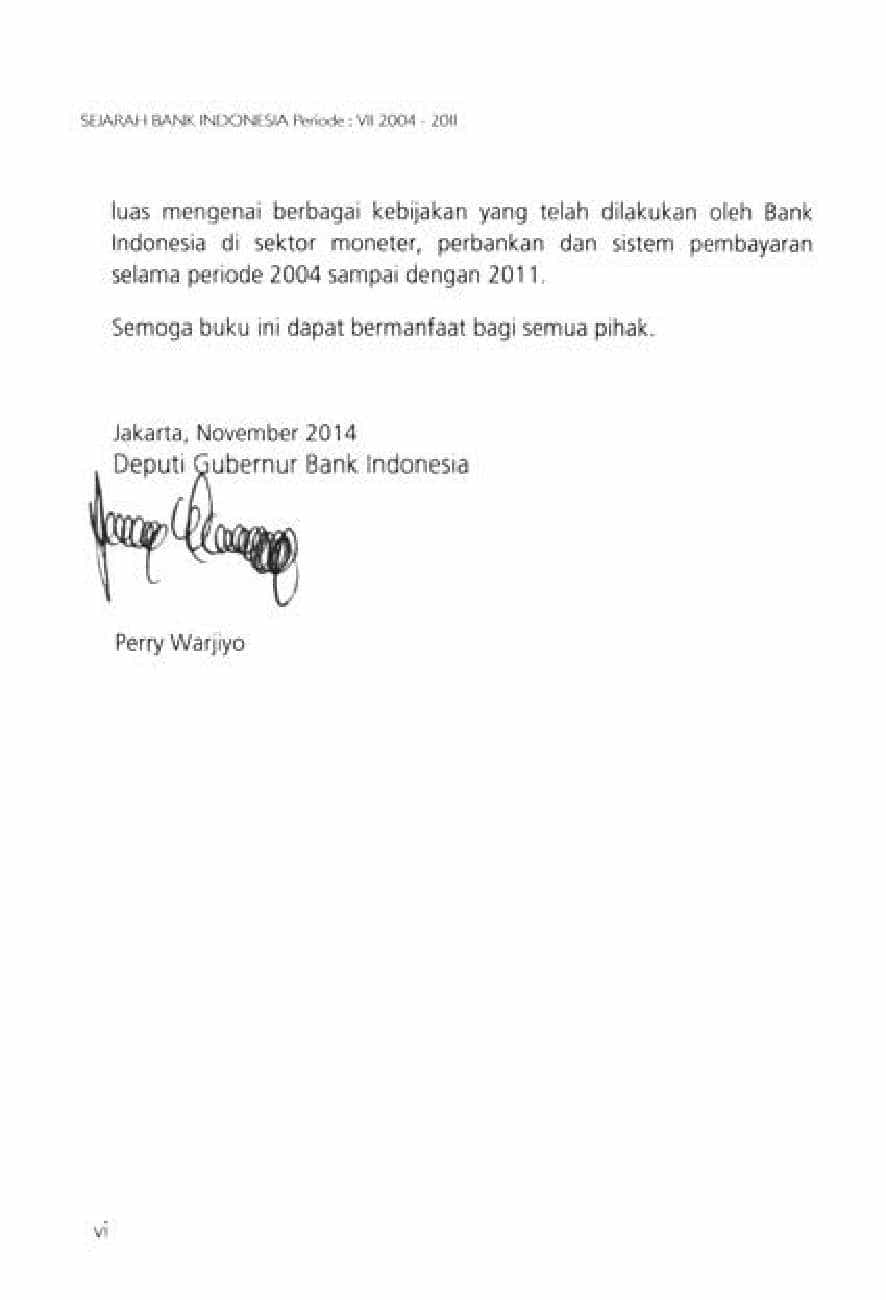 SEJARAH BANK INDONESIA Periode : VII 2004 - 2011
luas mengenai berbagai kebijakan yang telah dilakukan oleh Bank
Indonesia di sektor moneter, perbankan dan sistem pembayaran
selama periode 2004 sampai dengan 2011.
Semoga buku ini dapat bermanfaat bagi semua pihak.
Jakarta, November 2014
Deputi Gubernur Bank Indonesia
Perry Warjiyo
vi